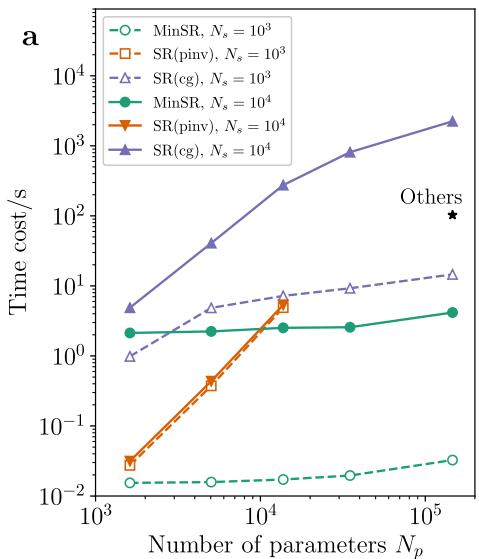 a
MinSR, $N_s = 10^3$
SR(pinv), $N_s = 10^3$
SR(cg), $N_s = 10^3$
MinSR, $N_s = 10^4$
SR(pinv), $N_s = 10^4$
SR(cg), $N_s = 10^4$
Others
Time cost/s
$10^4$
$10^3$
$10^2$
$10^1$
$10^0$
$10^{-1}$
$10^{-2}$
$10^3$ $10^4$ $10^5$
Number of parameters $N_p$